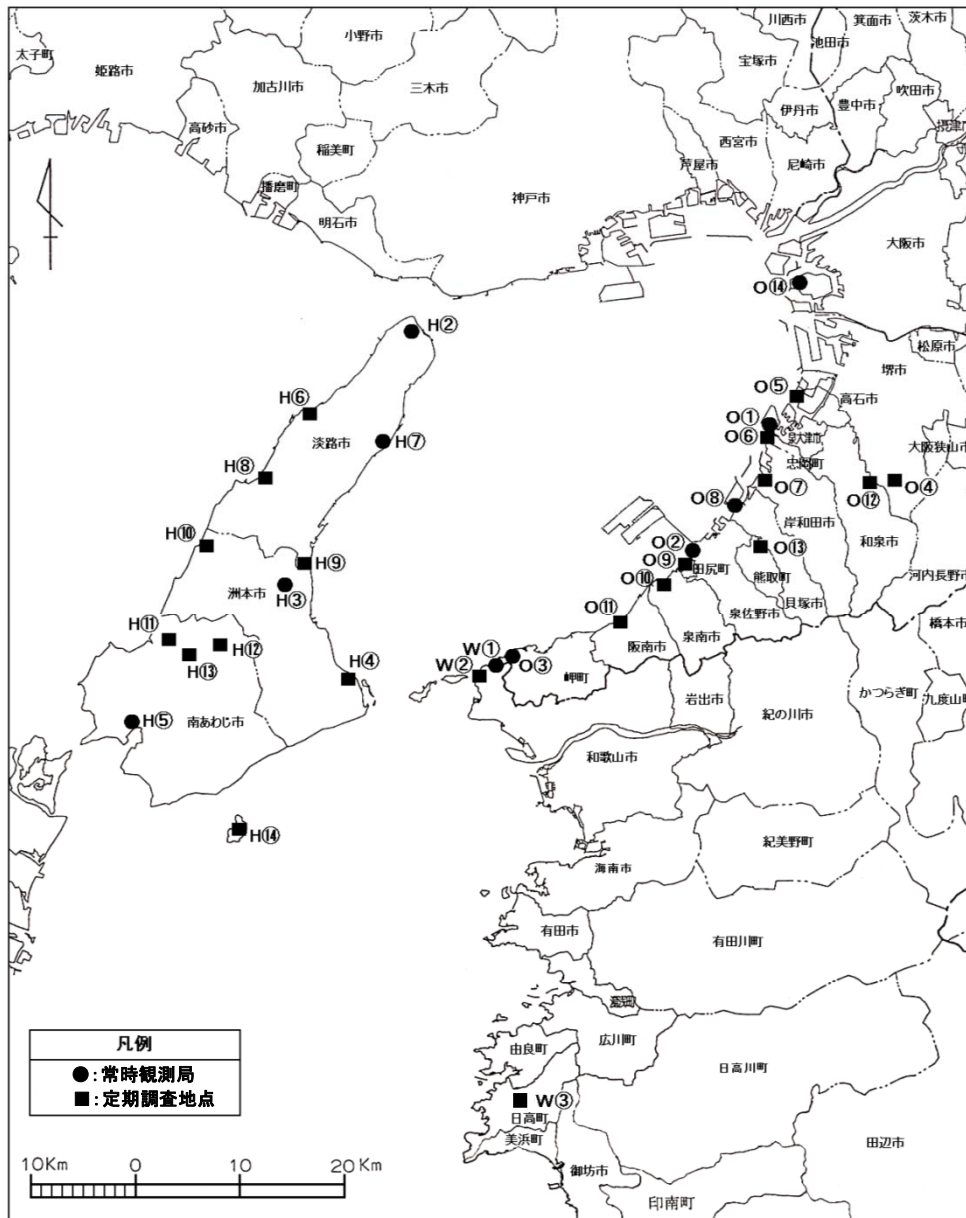 小野市
川西市
箕面市
茨木市
太子町
池田市
姫路市
宝塚市
加古川市
三木市
吹田市
豊中市
伊丹市
高砂市
摂津市
西宮市
稲美町
芦屋市
尼崎市
播磨町
神戸市
明石市
大阪市
O⑭
H②
松原市
堺市
O⑤
高石市
H⑥
O①
泉大津市
淡路市
H⑦
O⑥
大阪狭山市
忠岡町
H⑧
O⑦
O⑫
O④
O⑧
岸和田市
和泉市
H⑩
O②
O⑬
H⑨
O⑨
田尻町
能取町
河内長野市
H③
O⑩
洲本市
貝塚市
泉佐野市
O⑪
橋本市
H⑪
H⑫
泉南市
阪南市
W①
H⑬
O③
W②
H④
岬町
かつらぎ町
九度山町
岩出市
H⑤
南あわじ市
紀の川市
和歌山市
H⑭
紀美野町
海南市
有田市
有田川町
凡例
広川町
由良町
●:常時観測局
日高川町
■:定期調査地点
W③
日高町
美浜町
田辺市
10Km
0
10
20 Km
御坊市
印南町